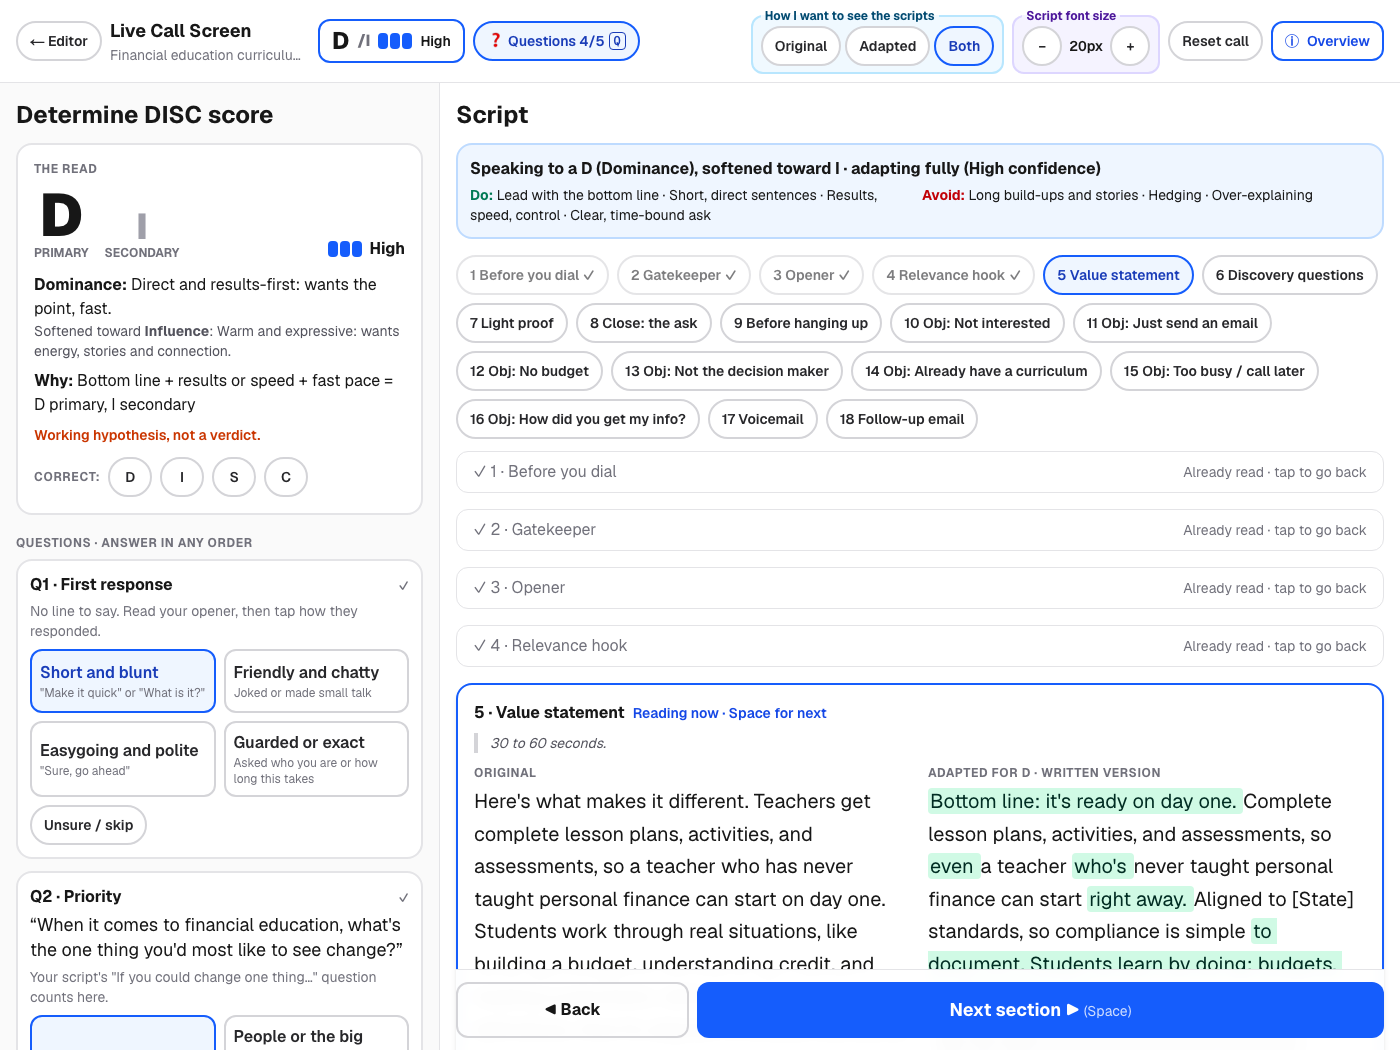 ← Editor
Live Call Screen
Financial education curriculu...
D /I High
❓ Questions 4/5 Q
How I want to see the scripts
Original
Adapted
Both
Script font size
−
20px
+
Reset call
ⓘ Overview
Determine DISC score
THE READ
D
I
PRIMARY
SECONDARY
High
Dominance: Direct and results-first: wants the
point, fast.
Softened toward Influence: Warm and expressive: wants
energy, stories and connection.
Why: Bottom line + results or speed + fast pace =
D primary, I secondary
Working hypothesis, not a verdict.
CORRECT:
D
I
S
C
QUESTIONS · ANSWER IN ANY ORDER
Q1 · First response ✓
No line to say. Read your opener, then tap how they
responded.
Short and blunt
"Make it quick" or "What is it?"
Friendly and chatty
Joked or made small talk
Easygoing and polite
"Sure, go ahead"
Guarded or exact
Asked who you are or how
long this takes
Unsure / skip
Q2 · Priority ✓
“When it comes to financial education, what's
the one thing you'd most like to see change?”
Your script's "If you could change one thing..." question
counts here.
People or the big
Script
Speaking to a D (Dominance), softened toward I · adapting fully (High confidence)
Do: Lead with the bottom line · Short, direct sentences · Results,
speed, control · Clear, time-bound ask
Avoid: Long build-ups and stories · Hedging · Over-explaining
1 Before you dial ✓
2 Gatekeeper ✓
3 Opener ✓
4 Relevance hook ✓
5 Value statement
6 Discovery questions
7 Light proof
8 Close: the ask
9 Before hanging up
10 Obj: Not interested
11 Obj: Just send an email
12 Obj: No budget
13 Obj: Not the decision maker
14 Obj: Already have a curriculum
15 Obj: Too busy / call later
16 Obj: How did you get my info?
17 Voicemail
18 Follow-up email
✓ 1 · Before you dial
Already read · tap to go back
✓ 2 · Gatekeeper
Already read · tap to go back
✓ 3 · Opener
Already read · tap to go back
✓ 4 · Relevance hook
Already read · tap to go back
5 · Value statement Reading now · Space for next
30 to 60 seconds.
ORIGINAL
Here's what makes it different. Teachers get
complete lesson plans, activities, and
assessments, so a teacher who has never
taught personal finance can start on day one.
Students work through real situations, like
building a budget, understanding credit, and
ADAPTED FOR D · WRITTEN VERSION
Bottom line: it's ready on day one. Complete
lesson plans, activities, and assessments, so
even a teacher who's never taught personal
finance can start right away. Aligned to [State]
standards, so compliance is simple to
document. Students learn by doing: budgets,
◀ Back
Next section ▶ (Space)